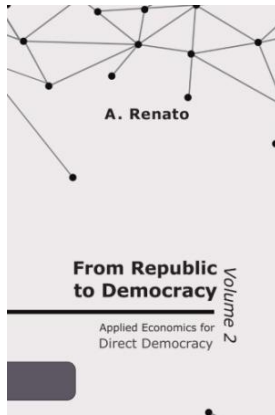 A. Renato
From Republic
to Democracy
Volume 2
Applied Economics for
Direct Democracy